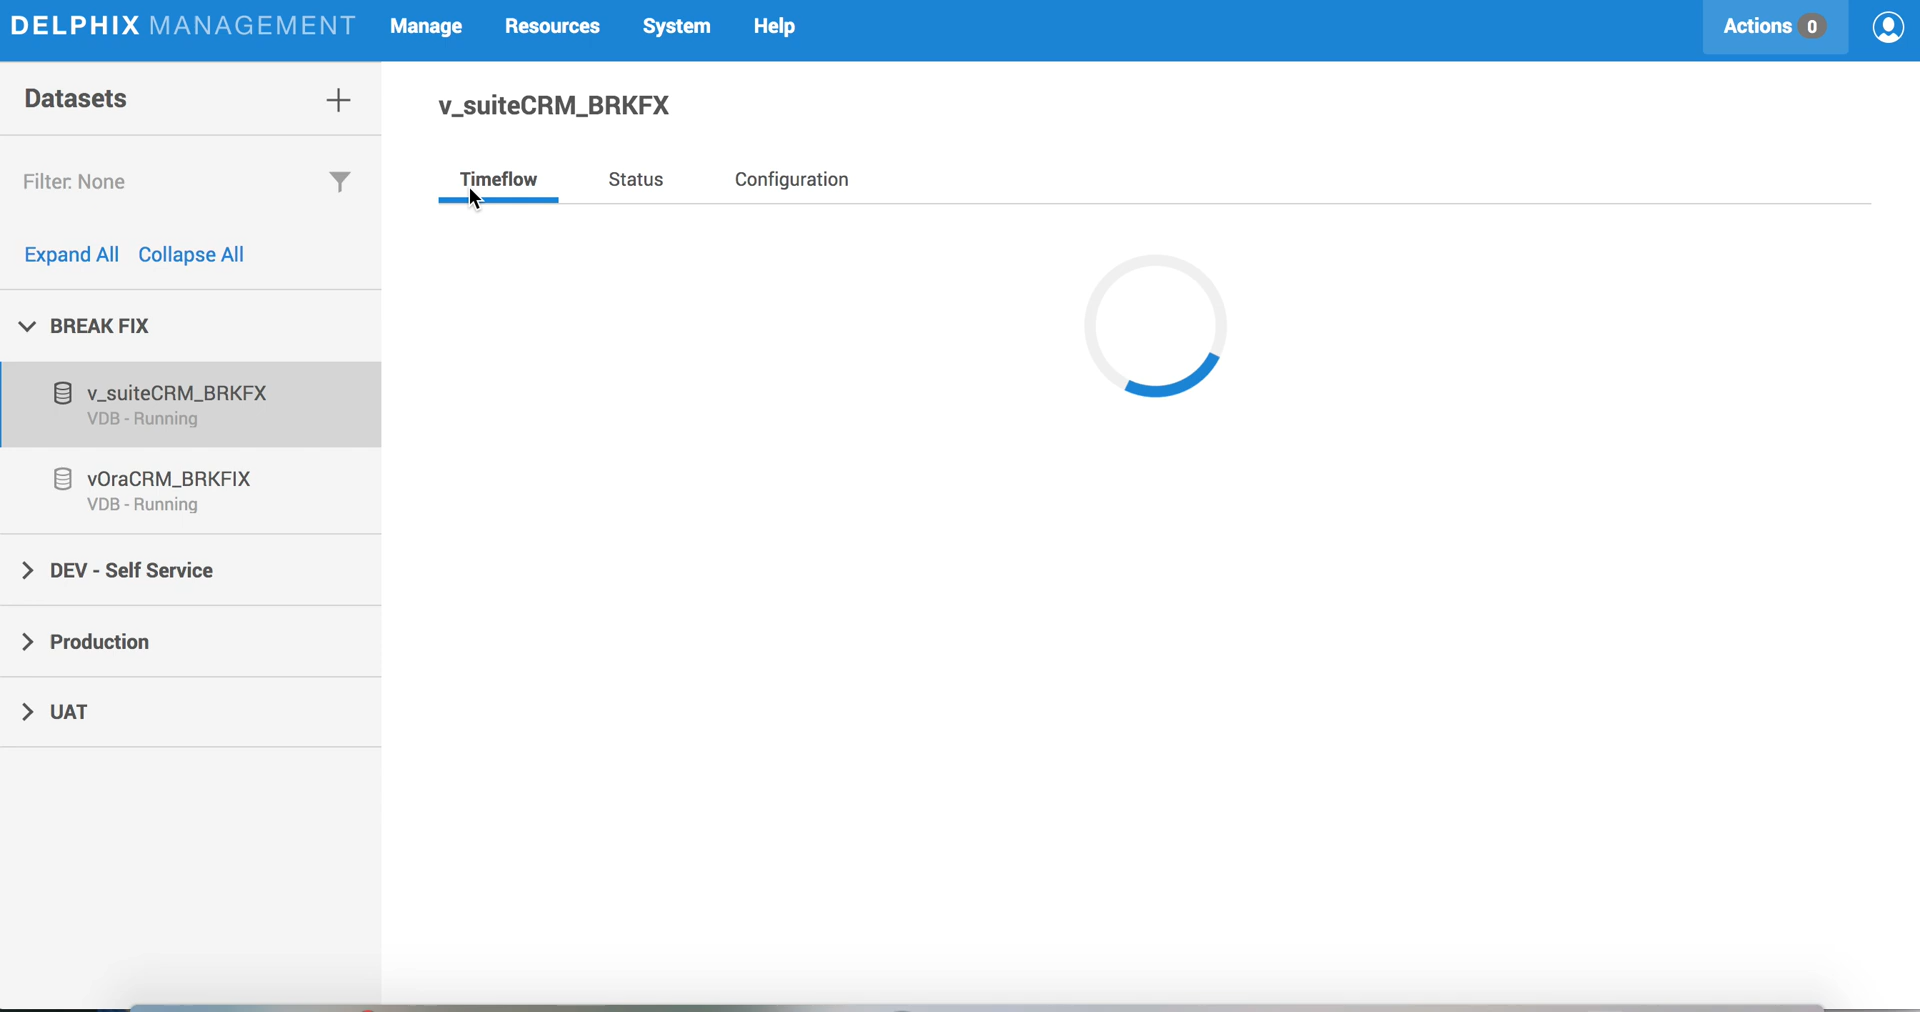 DELPHIX MANAGEMENT Manage Resources System Help Actions 0
Datasets
Filter: None
Expand All Collapse All
BREAK FIX
v_suiteCRM_BRKFX
VDB - Running
vOraCRM_BRKFIX
VDB - Running
DEV - Self Service
Production
UAT
v_suiteCRM_BRKFX
Timeflow Status Configuration